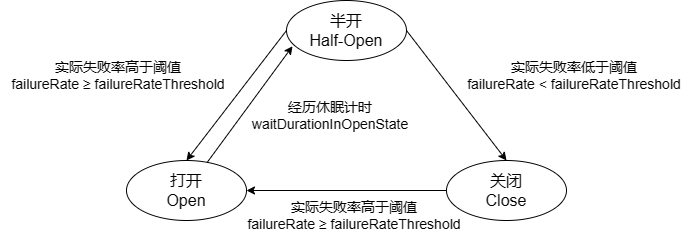 半开
Half-Open
实际失败率高于阈值
failureRate ≥ failureRateThreshold
实际失败率低于阈值
failureRate < failureRateThreshold
经历休眠计时
waitDurationInOpenState
打开
Open
关闭
Close
实际失败率高于阈值
failureRate ≥ failureRateThreshold